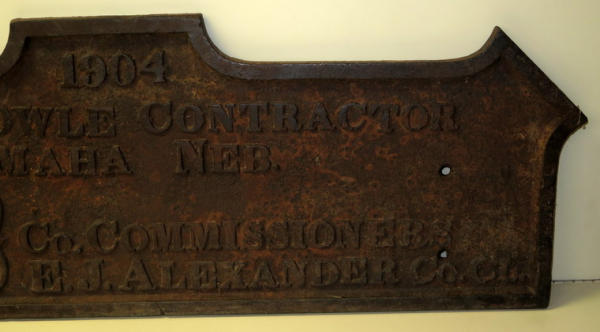 1904
OWLE CONTRACTOR
MAHA NEB.
CO. COMMISSIONERS
E. J. ALEXANDER CO. CL.